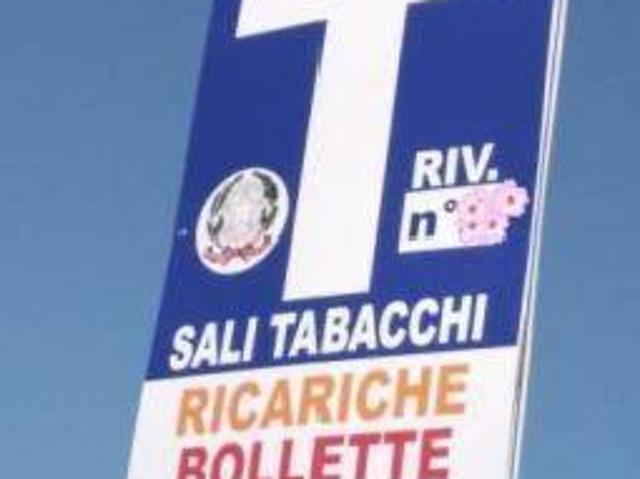 T
RIV.
n°
SALI TABACCHI
RICARICHE
BOLLETTE